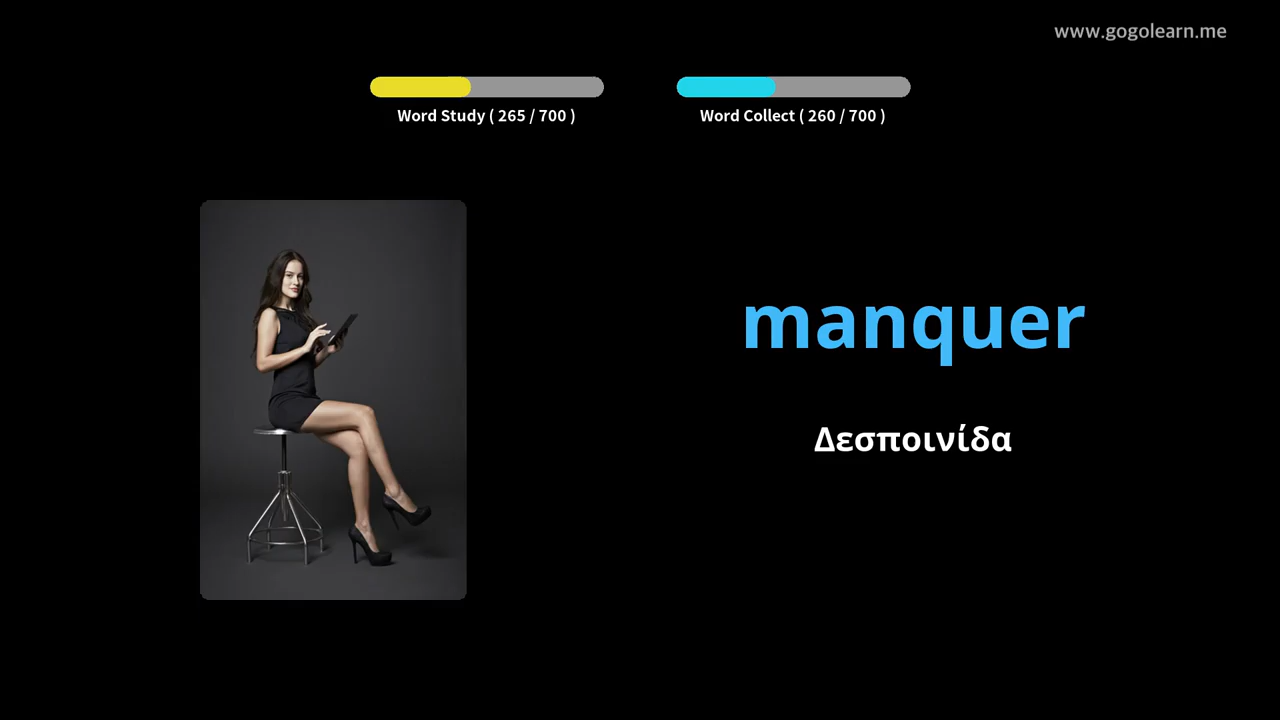 www.gogolearn.me
Word Study ( 265 / 700 )
Word Collect ( 260 / 700 )
manquer
Δεσποινίδα